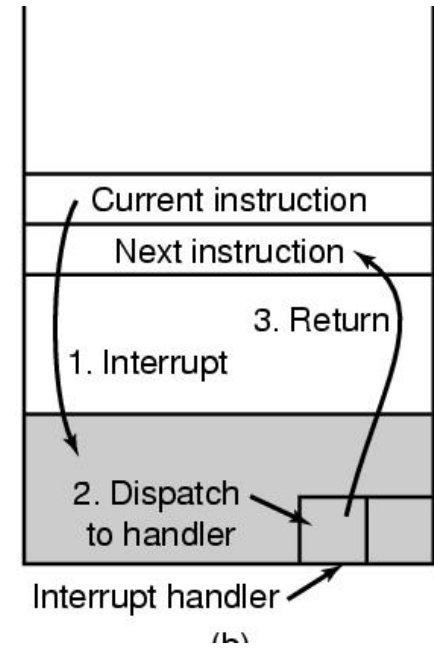 Current instruction
Next instruction
3. Return
1. Interrupt
2. Dispatch
to handler
Interrupt handler
(b)